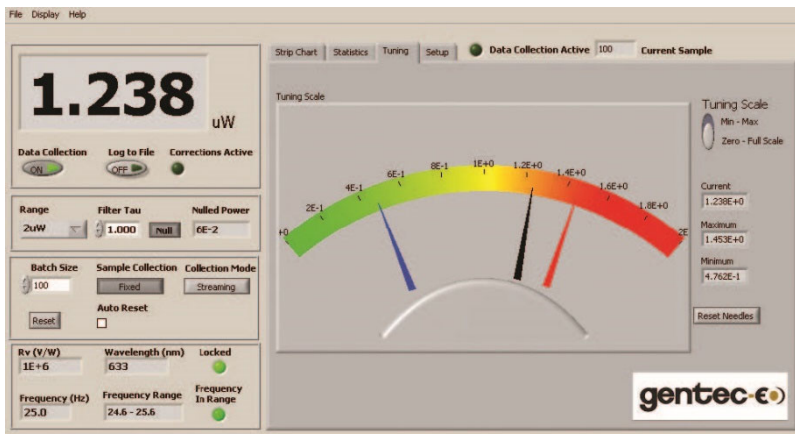 File Display Help
1.238
uW
Data Collection Log to File Corrections Active
ON OFF
Range Filter Tau Nulled Power
2uW 1.000 Null 6E-2
Batch Size Sample Collection Collection Mode
100 Fixed Streaming
Auto Reset
Reset
Rv (V/W) Wavelength (nm) Locked
1E+6 633
Frequency (Hz) Frequency Range Frequency In Range
25.0 24.6 - 25.6
Strip Chart Statistics Tuning Setup Data Collection Active 100 Current Sample
Tuning Scale
+0 2E-1 4E-1 6E-1 8E-1 1E+0 1.2E+0 1.4E+0 1.6E+0 1.8E+0 2E
Tuning Scale
Min - Max
Zero - Full Scale
Current
1.238E+0
Maximum
1.453E+0
Minimum
4.762E-1
Reset Needles
gentec-eo